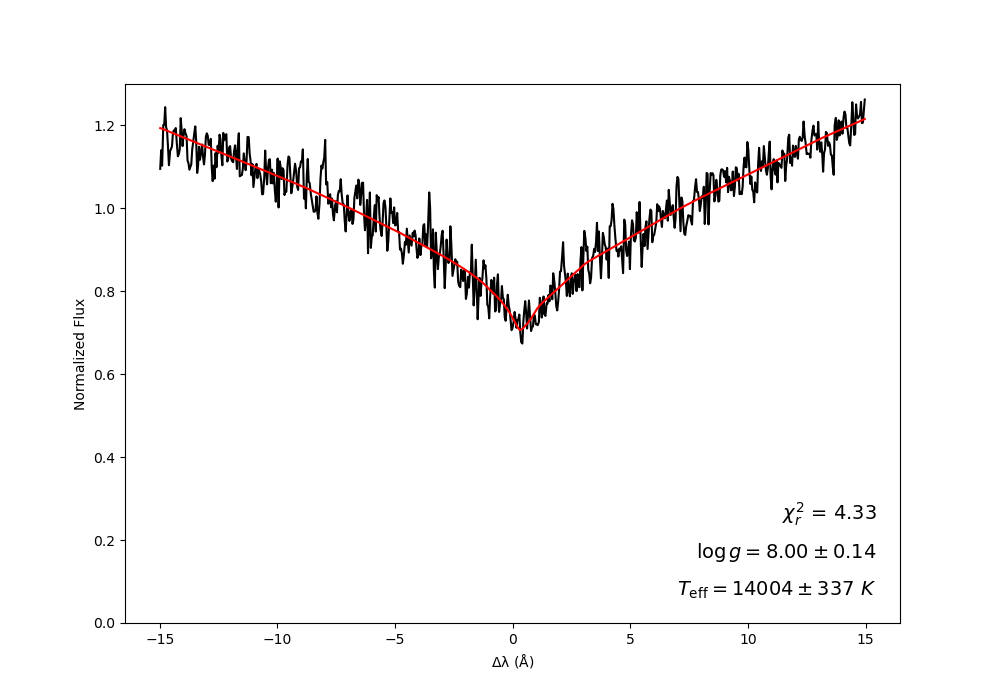 Normalized Flux
1.2
1.0
0.8
0.6
0.4
0.2
0.0
χ²ᵣ = 4.33
log g = 8.00 ± 0.14
T_eff = 14004 ± 337 K
−15 −10 −5 0 5 10 15
Δλ (Å)